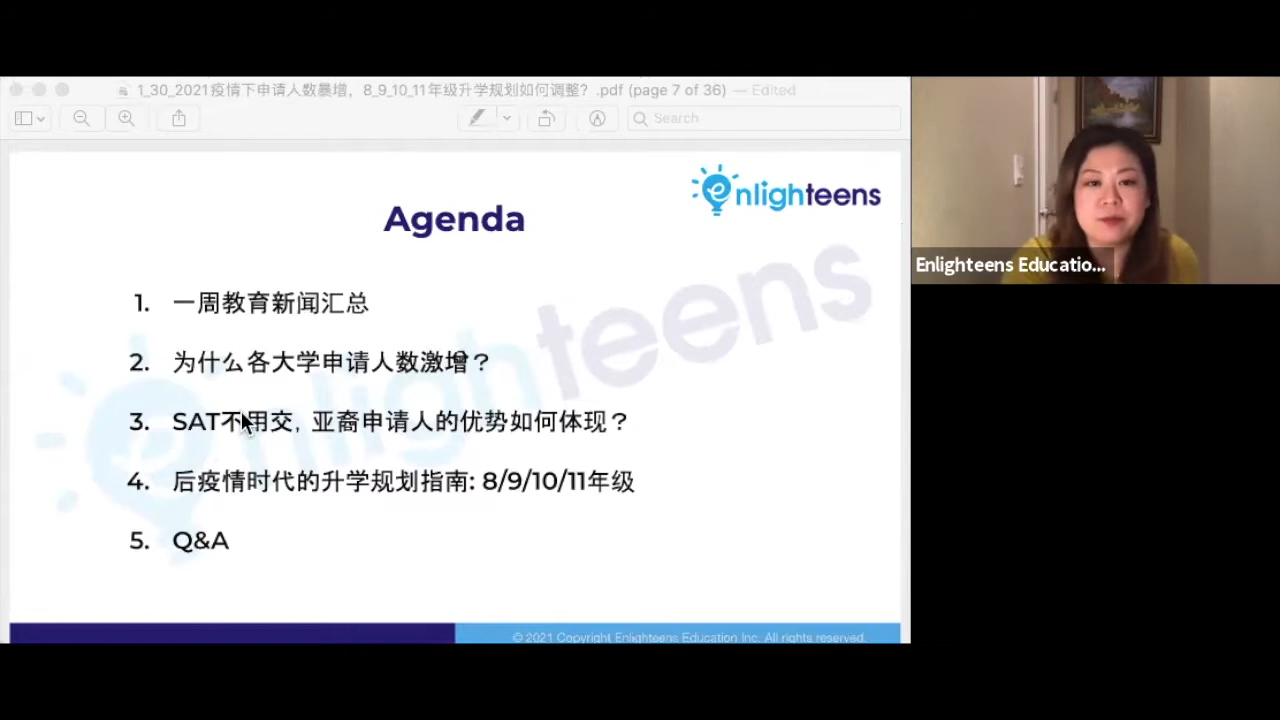 1_30_2021疫情下申请人数暴增，8_9_10_11年级升学规划如何调整？.pdf (page 7 of 36) — Edited
Search
enlighteens
Agenda
Enlighteens Educatio...
enlighteens
1. 一周教育新闻汇总
2. 为什么各大学申请人数激增？
3. SAT不用交, 亚裔申请人的优势如何体现？
4. 后疫情时代的升学规划指南: 8/9/10/11年级
5. Q&A
© 2021 Copyright Enlighteens Education Inc. All rights reserved.